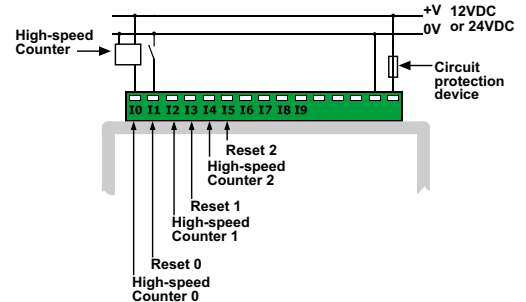 +V 12VDC
or 24VDC
0V
High-speed
Counter
Circuit
protection
device
I0 I1 I2 I3 I4 I5 I6 I7 I8 I9
Reset 2
High-speed
Counter 2
Reset 1
High-speed
Counter 1
Reset 0
High-speed
Counter 0